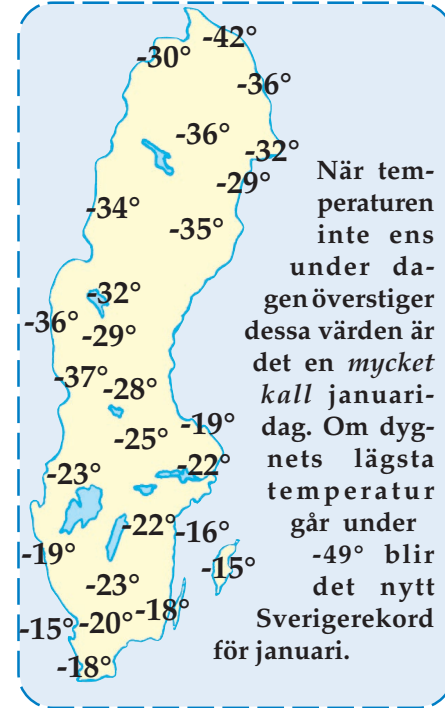 -42°
-30°
-36°
-36°
-32°
-29°
-34°
-35°
-32°
-36°
-29°
-37°
-28°
-19°
-25°
-22°
-23°
-22°
-16°
-19°
-15°
-23°
-18°
-15°
-20°
-18°
När tem-
peraturen
inte ens
under da-
gen överstiger
dessa värden är
det en mycket
kall januari-
dag. Om dyg-
nets lägsta
temperatur
går under
-49° blir
det nytt
Sverigerekord
för januari.